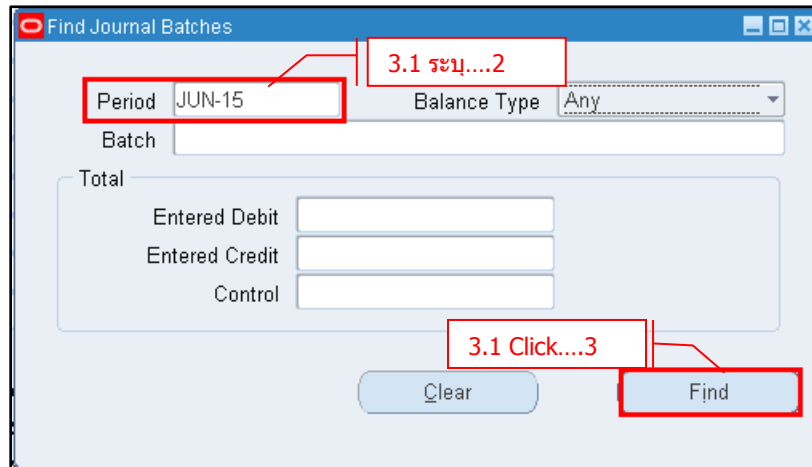 Find Journal Batches
3.1 ระบุ....2
Period JUN-15 Balance Type Any
Batch
Total
Entered Debit
Entered Credit
Control
3.1 Click....3
Clear Find